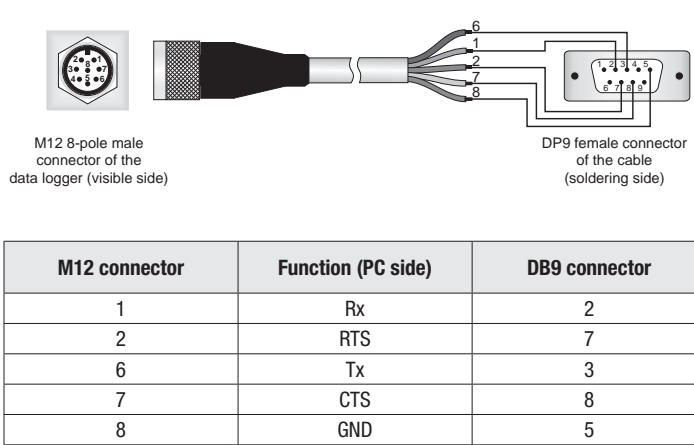 6
1
2
7
8
2 1
3 8 7
4 5 6
1 2 3 4 5
6 7 8 9
M12 8-pole male
connector of the
data logger (visible side)
DP9 female connector
of the cable
(soldering side)
M12 connector Function (PC side) DB9 connector
1 Rx 2
2 RTS 7
6 Tx 3
7 CTS 8
8 GND 5